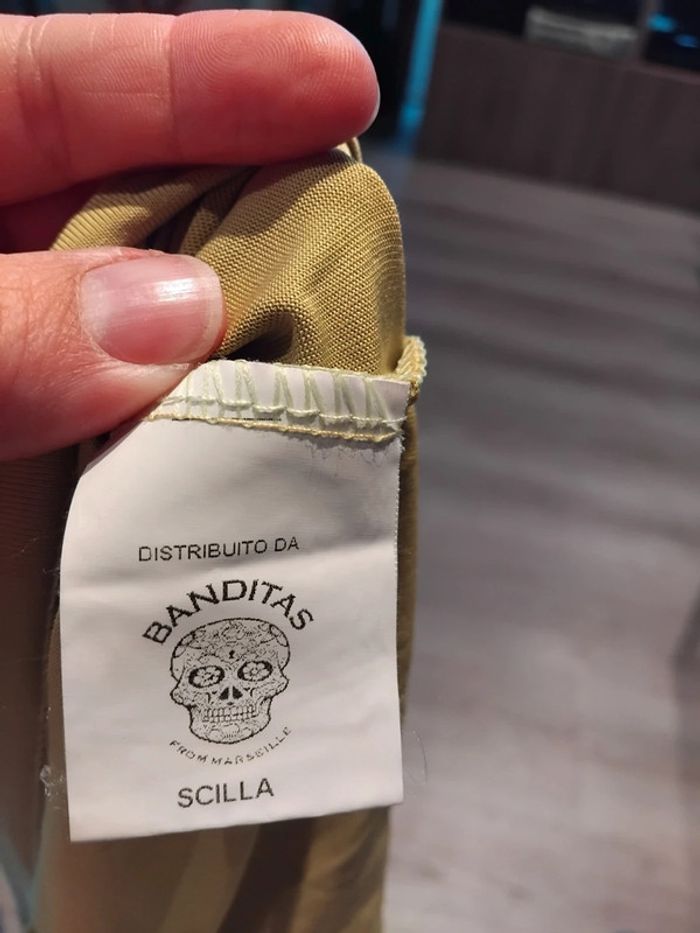 DISTRIBUITO DA
BANDITAS
FROM MARSEILLE
SCILLA